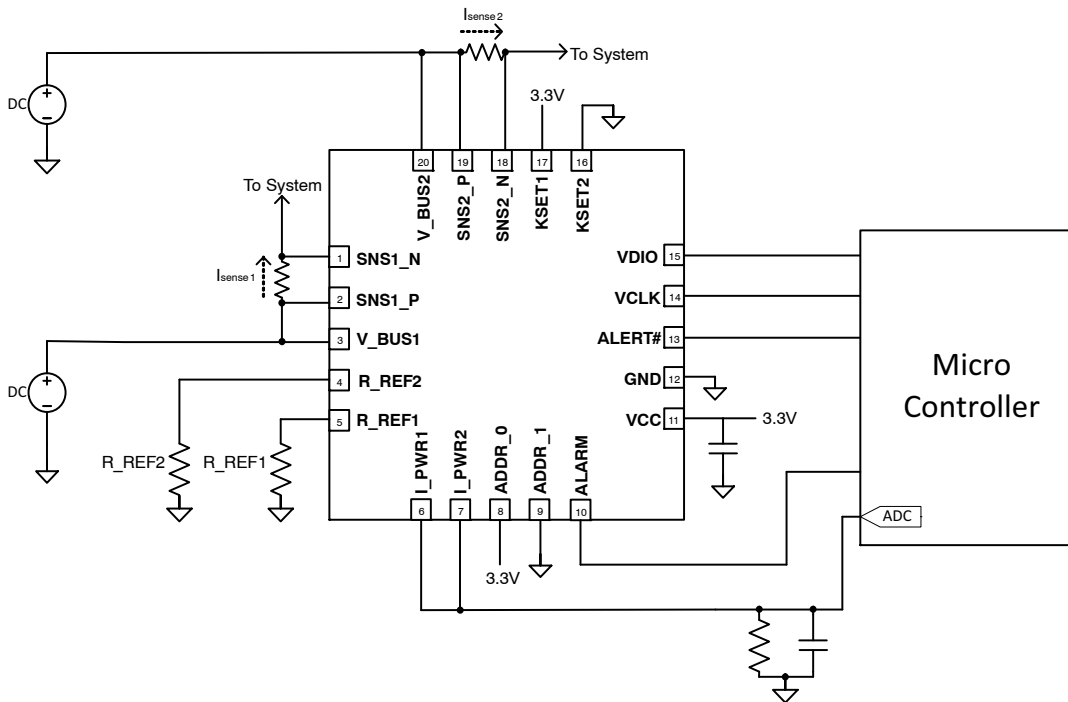 Isense2
To System
DC
+
−
3.3V
20
19
18
17
16
V_BUS2
SNS2_P
SNS2_N
KSET1
KSET2
To System
Isense1
1 SNS1_N
2 SNS1_P
3 V_BUS1
4 R_REF2
5 R_REF1
DC
+
−
R_REF2
R_REF1
VDIO 15
VCLK 14
ALERT# 13
GND 12
VCC 11
3.3V
I_PWR1
I_PWR2
ADDR_0
ADDR_1
ALARM
6
7
8
9
10
3.3V
Micro
Controller
ADC